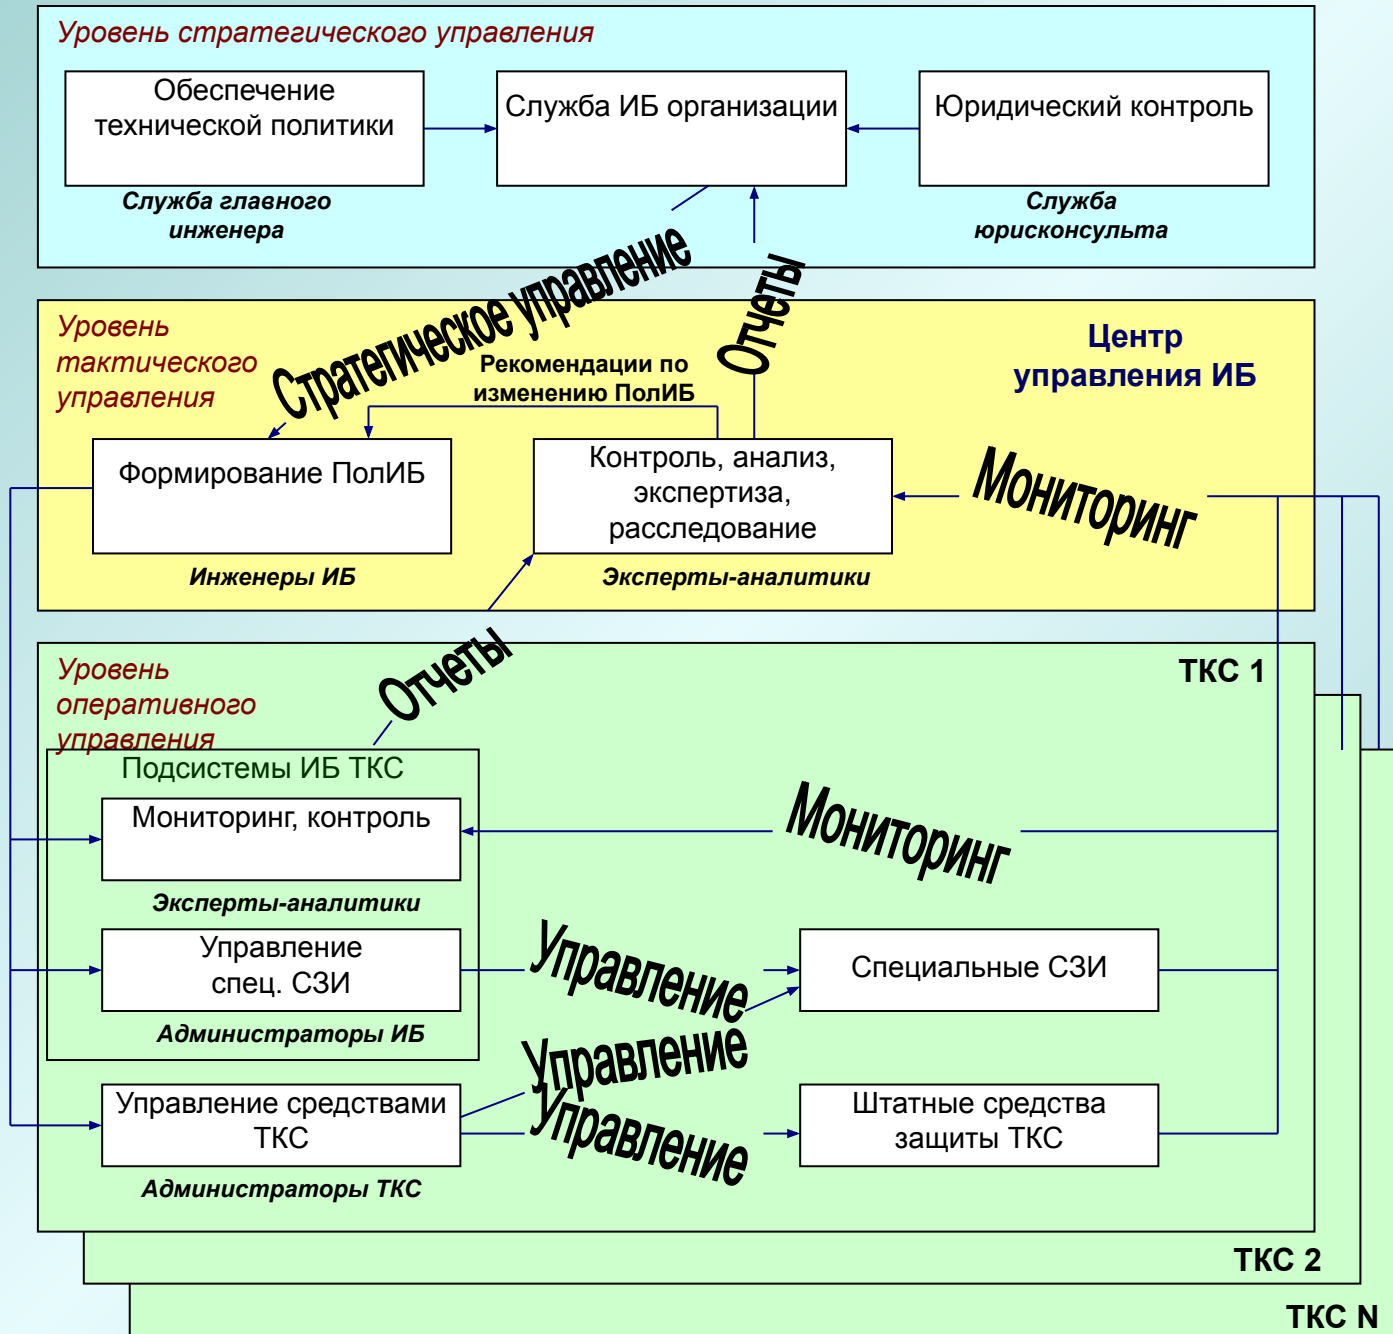 Уровень стратегического управления
Обеспечение
технической политики
Служба ИБ организации
Юридический контроль
Служба главного
инженера
Служба
юрисконсульта
Стратегическое управление
Отчеты
Уровень
тактического
управления
Рекомендации по
изменению ПолИБ
Центр
управления ИБ
Формирование ПолИБ
Контроль, анализ,
экспертиза,
расследование
Мониторинг
Инженеры ИБ
Эксперты-аналитики
Отчеты
Уровень
оперативного
управления
ТКС 1
Подсистемы ИБ ТКС
Мониторинг, контроль
Мониторинг
Эксперты-аналитики
Управление
спец. СЗИ
Управление
Специальные СЗИ
Администраторы ИБ
Управление
Управление средствами
ТКС
Управление
Штатные средства
защиты ТКС
Администраторы ТКС
ТКС 2
ТКС N